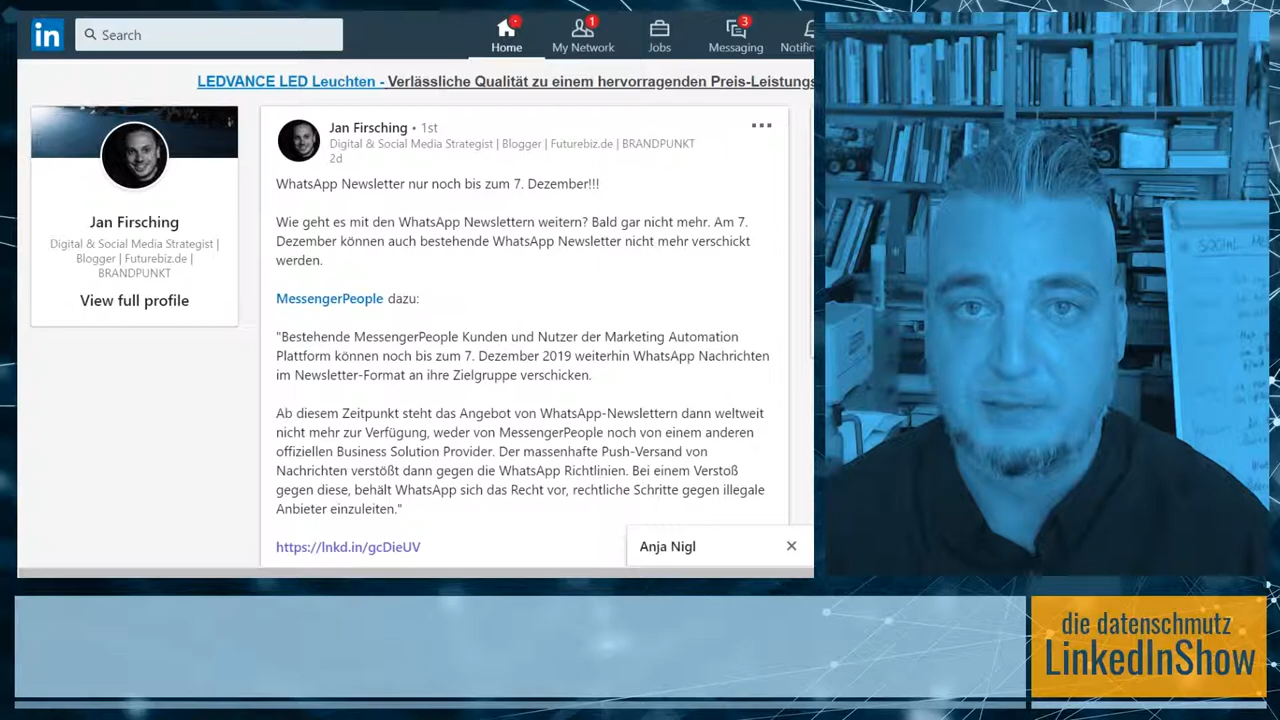 in
Search
Home
1
My Network
Jobs
3
Messaging
Notific
LEDVANCE LED Leuchten - Verlässliche Qualität zu einem hervorragenden Preis-Leistungs
Jan Firsching
Digital & Social Media Strategist |
Blogger | Futurebiz.de |
BRANDPUNKT
View full profile
Jan Firsching • 1st
Digital & Social Media Strategist | Blogger | Futurebiz.de | BRANDPUNKT
2d
WhatsApp Newsletter nur noch bis zum 7. Dezember!!!
Wie geht es mit den WhatsApp Newslettern weitern? Bald gar nicht mehr. Am 7.
Dezember können auch bestehende WhatsApp Newsletter nicht mehr verschickt
werden.
MessengerPeople dazu:
"Bestehende MessengerPeople Kunden und Nutzer der Marketing Automation
Plattform können noch bis zum 7. Dezember 2019 weiterhin WhatsApp Nachrichten
im Newsletter-Format an ihre Zielgruppe verschicken.
Ab diesem Zeitpunkt steht das Angebot von WhatsApp-Newslettern dann weltweit
nicht mehr zur Verfügung, weder von MessengerPeople noch von einem anderen
offiziellen Business Solution Provider. Der massenhafte Push-Versand von
Nachrichten verstößt dann gegen die WhatsApp Richtlinien. Bei einem Verstoß
gegen diese, behält WhatsApp sich das Recht vor, rechtliche Schritte gegen illegale
Anbieter einzuleiten."
https://lnkd.in/gcDieUV
Anja Nigl
SOCIAL ME
die datenschmutz
LinkedInShow